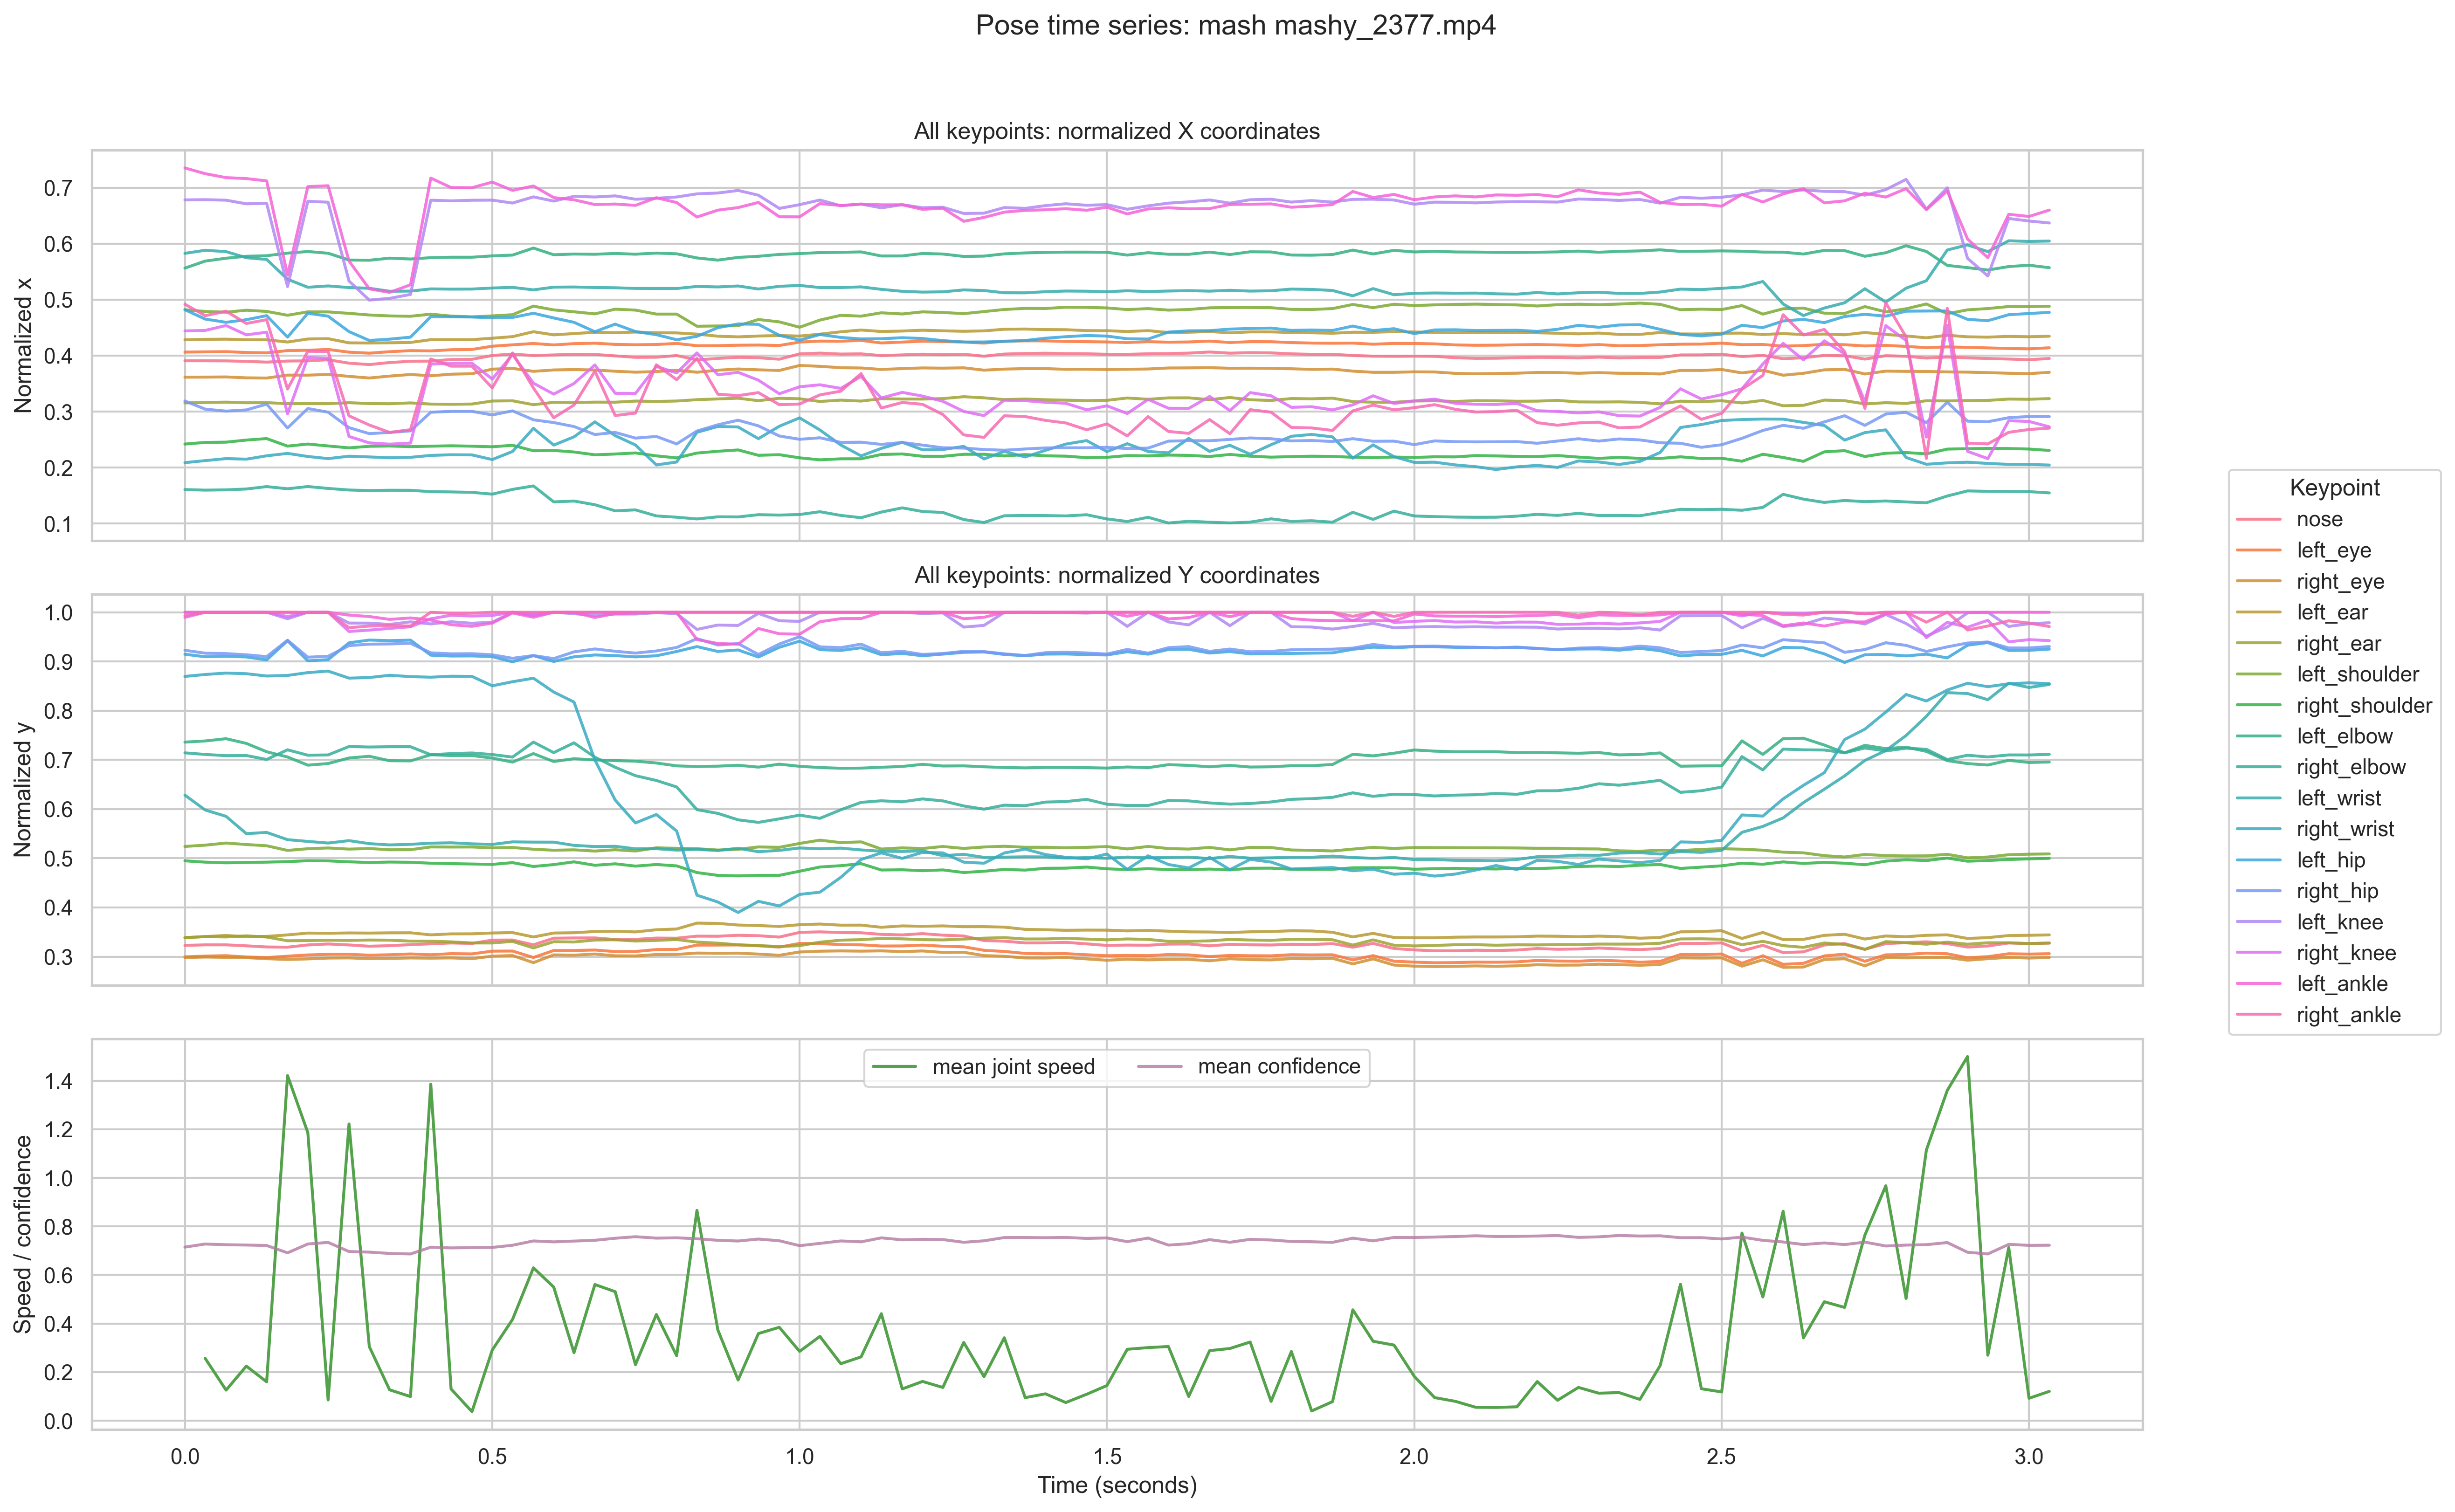 Pose time series: mash mashy_2377.mp4
All keypoints: normalized X coordinates
Normalized x
0.7
0.6
0.5
0.4
0.3
0.2
0.1
All keypoints: normalized Y coordinates
Normalized y
1.0
0.9
0.8
0.7
0.6
0.5
0.4
0.3
Keypoint
nose
left_eye
right_eye
left_ear
right_ear
left_shoulder
right_shoulder
left_elbow
right_elbow
left_wrist
right_wrist
left_hip
right_hip
left_knee
right_knee
left_ankle
right_ankle
mean joint speed mean confidence
Speed / confidence
1.4
1.2
1.0
0.8
0.6
0.4
0.2
0.0
0.0 0.5 1.0 1.5 2.0 2.5 3.0
Time (seconds)